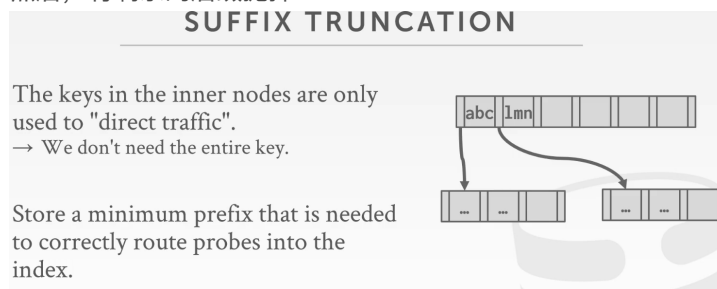 SUFFIX TRUNCATION
The keys in the inner nodes are only
used to "direct traffic".
→ We don't need the entire key.
Store a minimum prefix that is needed
to correctly route probes into the
index.
abc lmn
... ... ... ...